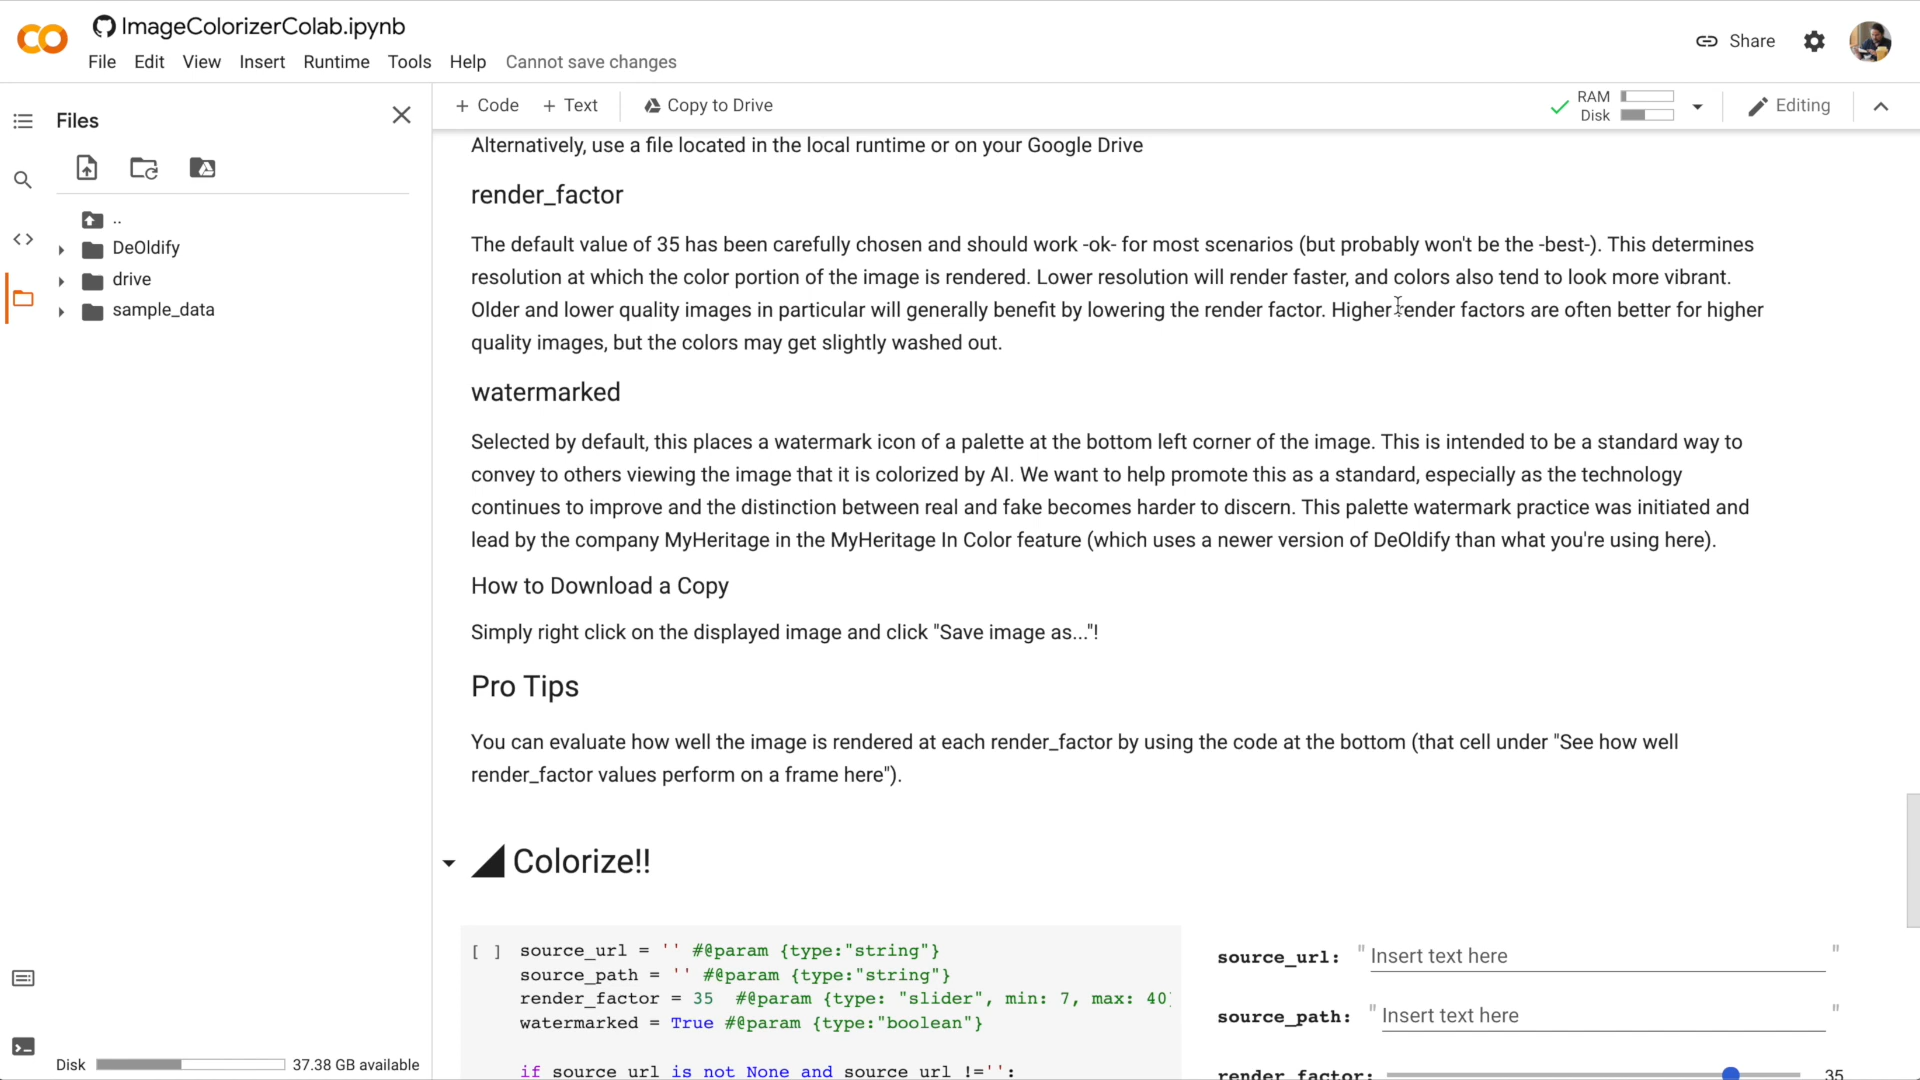 ImageColorizerColab.ipynb
File Edit View Insert Runtime Tools Help Cannot save changes
Share
Files
+ Code + Text Copy to Drive
RAM
Disk
Editing
..
DeOldify
drive
sample_data
Alternatively, use a file located in the local runtime or on your Google Drive
render_factor
The default value of 35 has been carefully chosen and should work -ok- for most scenarios (but probably won't be the -best-). This determines
resolution at which the color portion of the image is rendered. Lower resolution will render faster, and colors also tend to look more vibrant.
Older and lower quality images in particular will generally benefit by lowering the render factor. Higher render factors are often better for higher
quality images, but the colors may get slightly washed out.
watermarked
Selected by default, this places a watermark icon of a palette at the bottom left corner of the image. This is intended to be a standard way to
convey to others viewing the image that it is colorized by AI. We want to help promote this as a standard, especially as the technology
continues to improve and the distinction between real and fake becomes harder to discern. This palette watermark practice was initiated and
lead by the company MyHeritage in the MyHeritage In Color feature (which uses a newer version of DeOldify than what you're using here).
How to Download a Copy
Simply right click on the displayed image and click "Save image as..."!
Pro Tips
You can evaluate how well the image is rendered at each render_factor by using the code at the bottom (that cell under "See how well
render_factor values perform on a frame here").
Colorize!!
[ ] source_url = '' #@param {type:"string"}
source_path = '' #@param {type:"string"}
render_factor = 35 #@param {type: "slider", min: 7, max: 40}
watermarked = True #@param {type:"boolean"}
if source_url is not None and source_url !='':
source_url: " Insert text here "
source_path: " Insert text here "
render_factor: 35
Disk 37.38 GB available